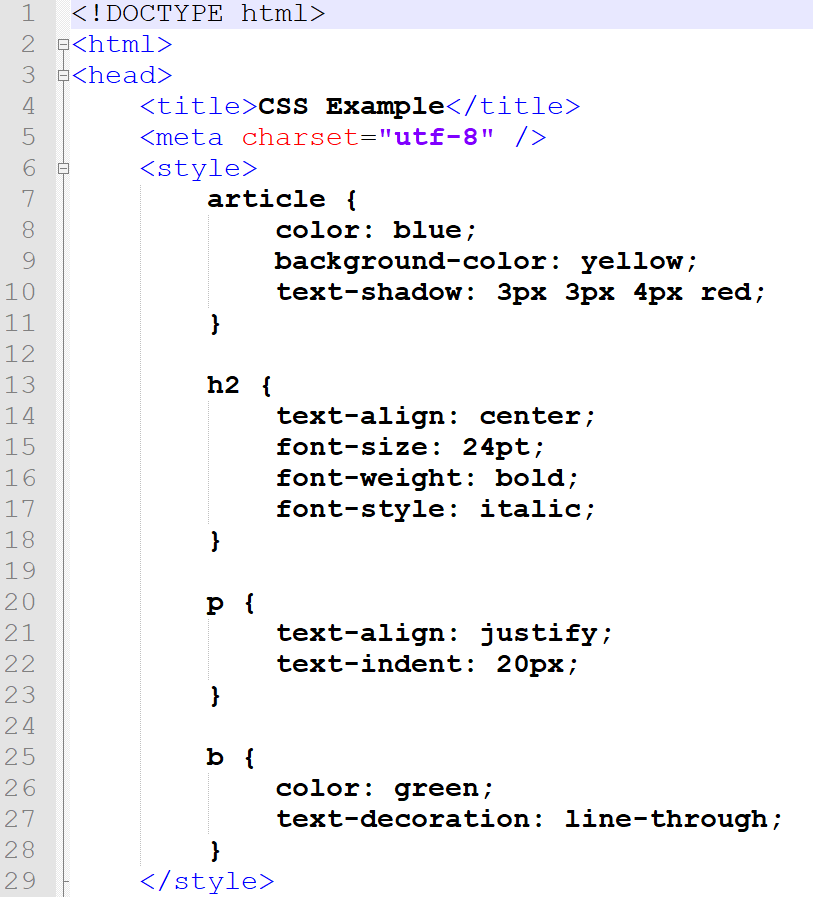 1 <!DOCTYPE html>
2 <html>
3 <head>
4     <title>CSS Example</title>
5     <meta charset="utf-8" />
6     <style>
7         article {
8             color: blue;
9             background-color: yellow;
10             text-shadow: 3px 3px 4px red;
11         }
12
13         h2 {
14             text-align: center;
15             font-size: 24pt;
16             font-weight: bold;
17             font-style: italic;
18         }
19
20         p {
21             text-align: justify;
22             text-indent: 20px;
23         }
24
25         b {
26             color: green;
27             text-decoration: line-through;
28         }
29     </style>